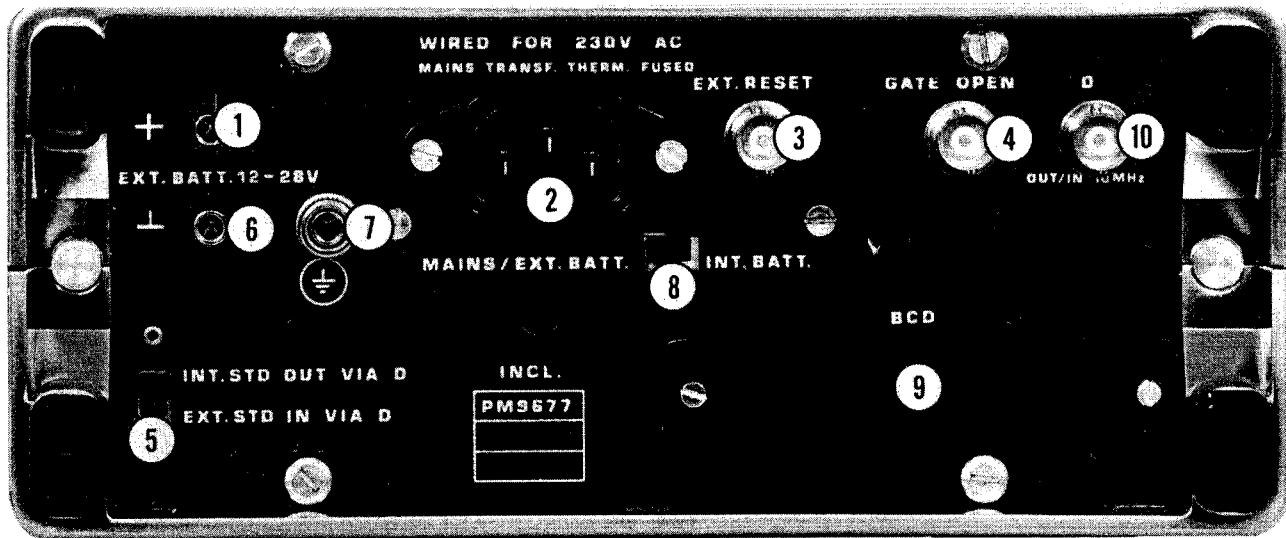 WIRED FOR 230V AC
MAINS TRANSF. THERM. FUSED
EXT. RESET
GATE OPEN
D
+
1
3
4
10
EXT. BATT. 12-28V
2
OUT/IN 10MHz
6
7
MAINS/EXT. BATT.
8
INT. BATT.
BCD
INT. STD OUT VIA D
INCL.
EXT. STD IN VIA D
PM9677
9
5